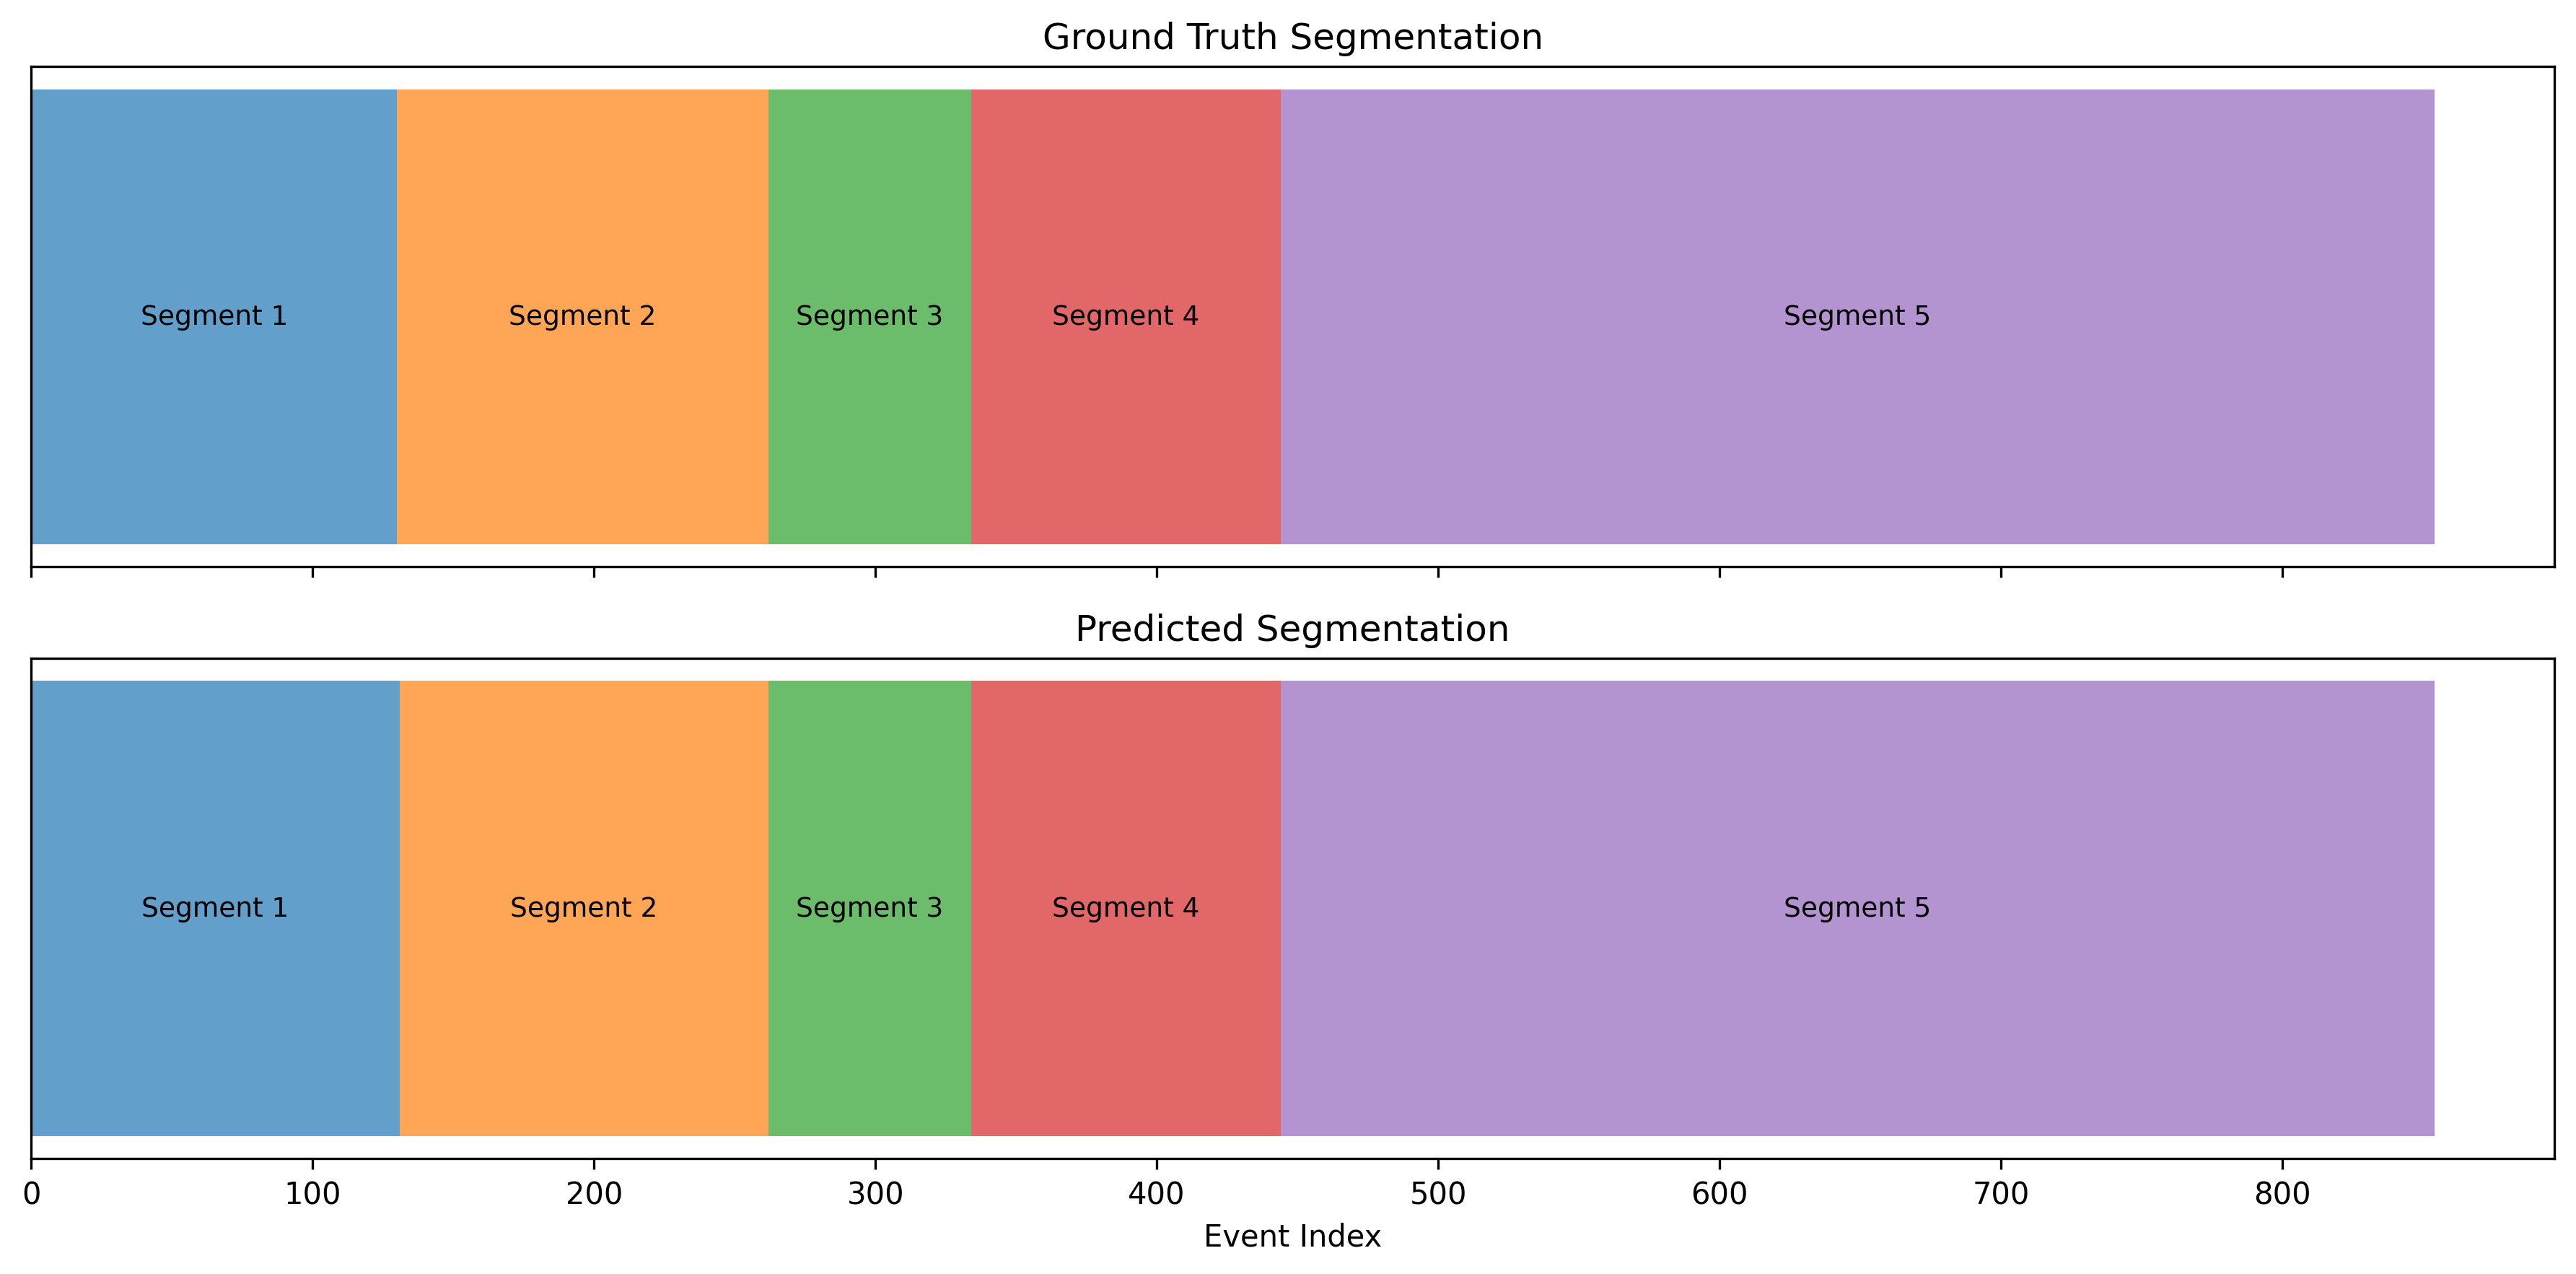 Ground Truth Segmentation
Segment 1 Segment 2 Segment 3 Segment 4 Segment 5
Predicted Segmentation
Segment 1 Segment 2 Segment 3 Segment 4 Segment 5
0 100 200 300 400 500 600 700 800
Event Index